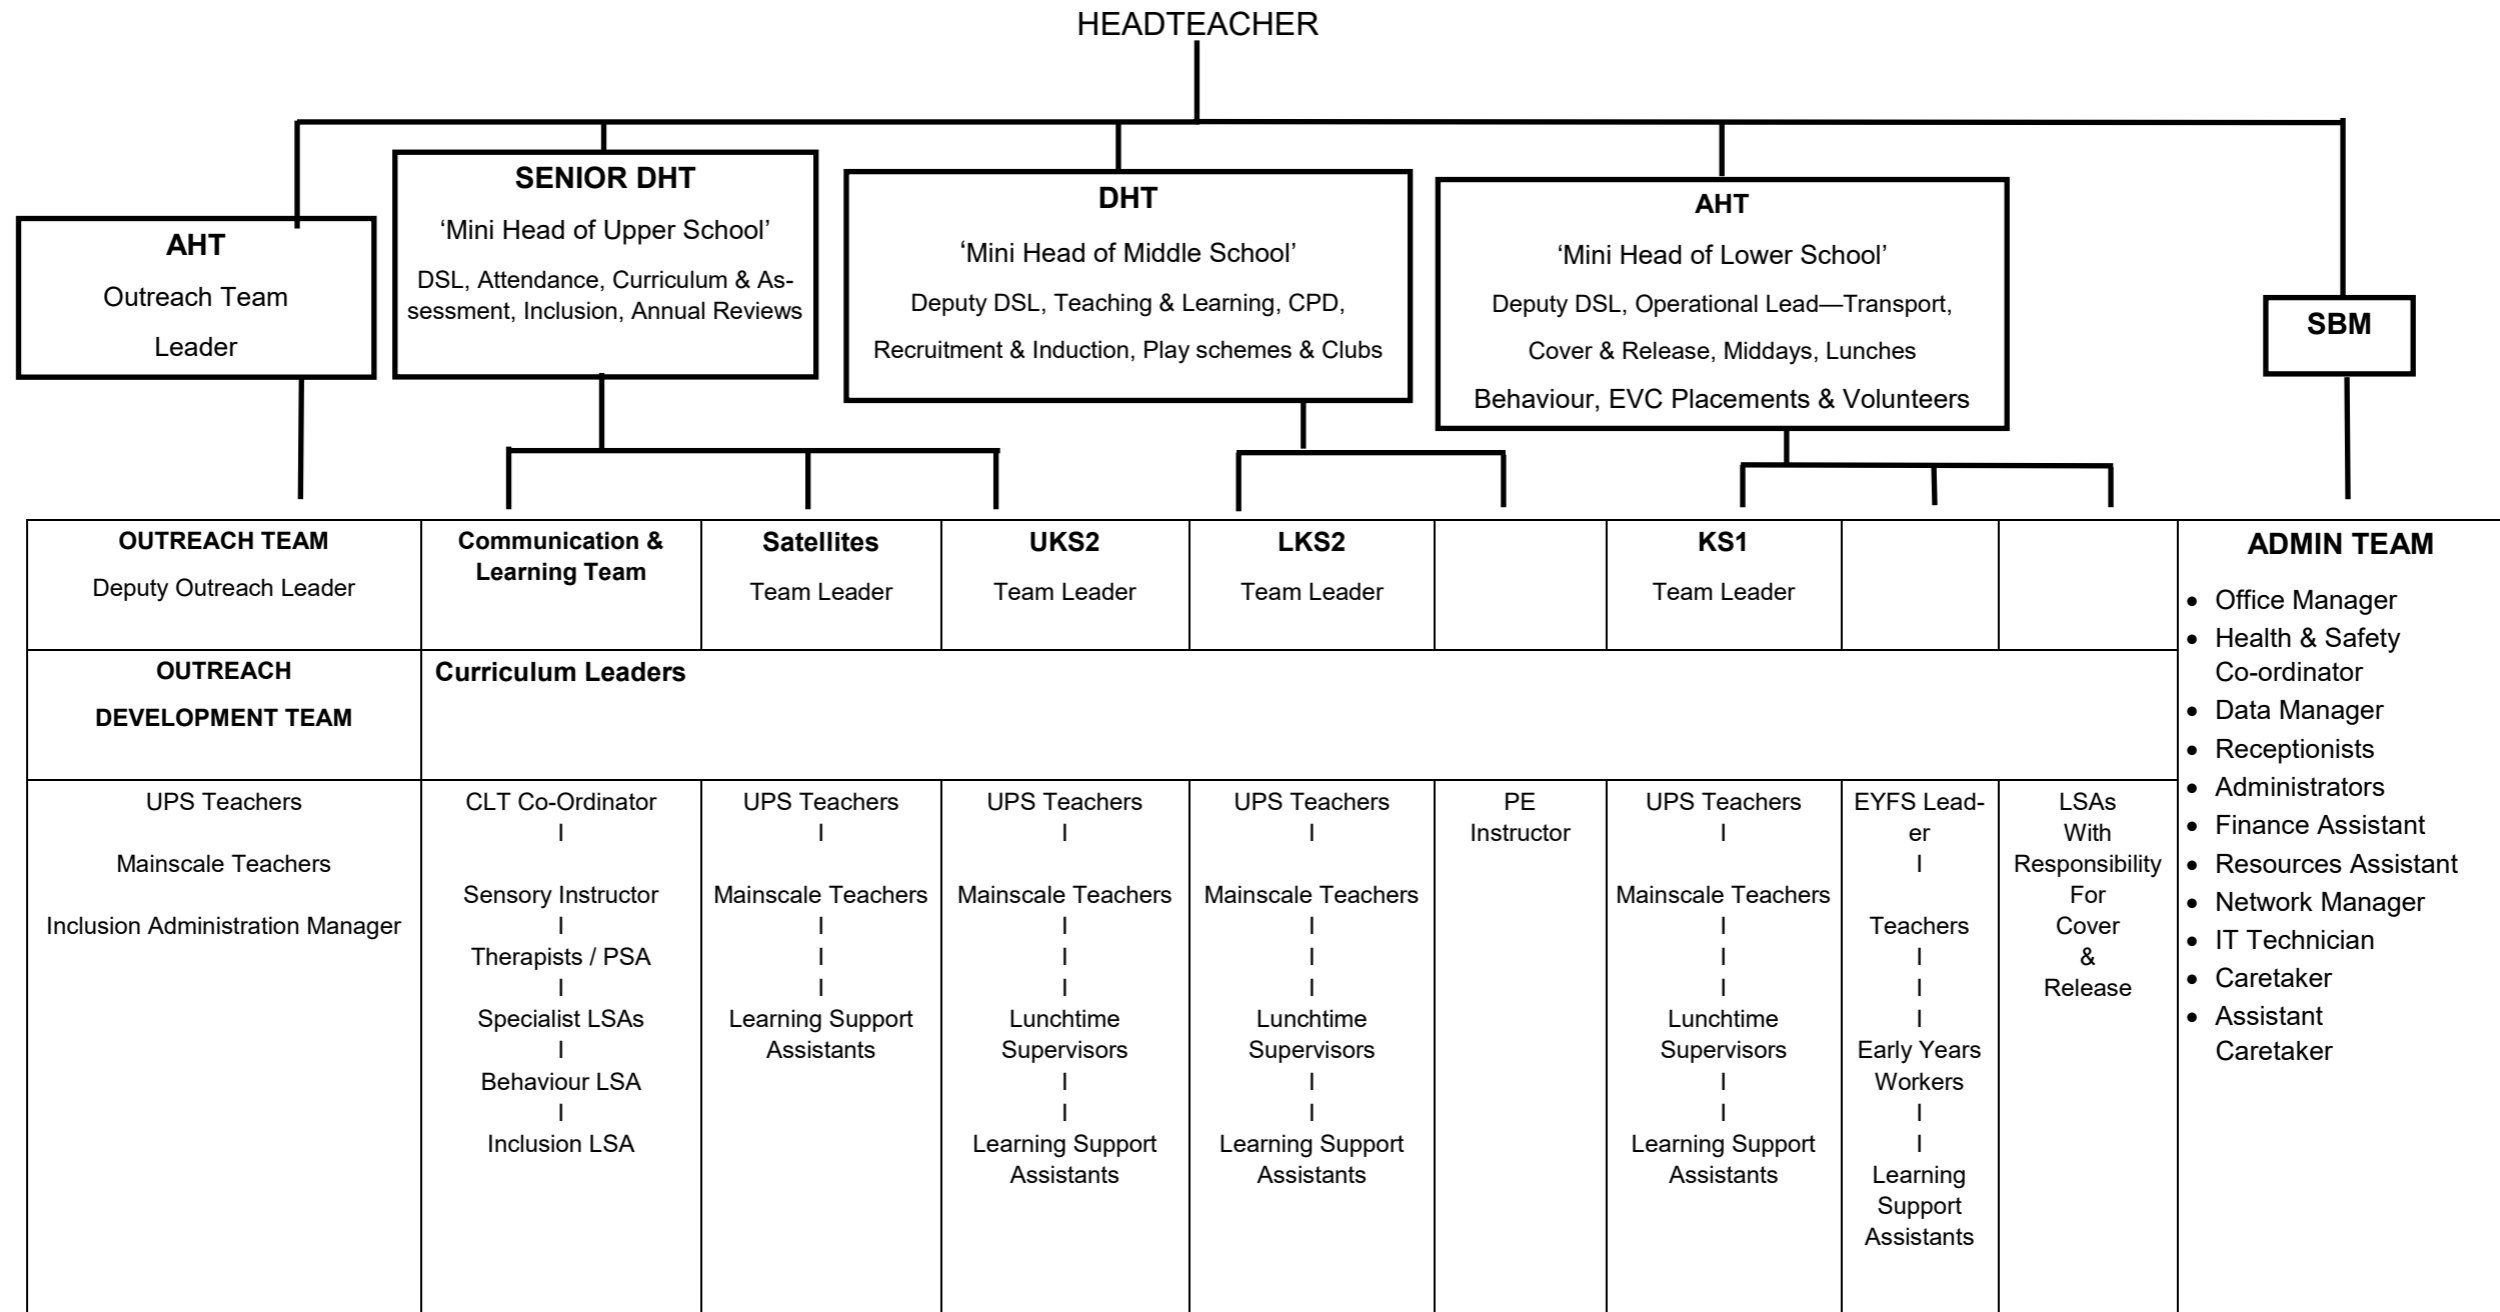 HEADTEACHER
AHT
Outreach Team
Leader
SENIOR DHT
‘Mini Head of Upper School’
DSL, Attendance, Curriculum & As-
sessment, Inclusion, Annual Reviews
DHT
‘Mini Head of Middle School’
Deputy DSL, Teaching & Learning, CPD,
Recruitment & Induction, Play schemes & Clubs
AHT
‘Mini Head of Lower School’
Deputy DSL, Operational Lead—Transport,
Cover & Release, Middays, Lunches
Behaviour, EVC Placements & Volunteers
SBM
OUTREACH TEAM
Deputy Outreach Leader
Communication &
Learning Team
Satellites
Team Leader
UKS2
Team Leader
LKS2
Team Leader
KS1
Team Leader
ADMIN TEAM
• Office Manager
• Health & Safety
Co-ordinator
• Data Manager
• Receptionists
• Administrators
• Finance Assistant
• Resources Assistant
• Network Manager
• IT Technician
• Caretaker
• Assistant
Caretaker
OUTREACH
DEVELOPMENT TEAM
Curriculum Leaders
UPS Teachers
Mainscale Teachers
Inclusion Administration Manager
CLT Co-Ordinator
I
Sensory Instructor
I
Therapists / PSA
I
Specialist LSAs
I
Behaviour LSA
I
Inclusion LSA
UPS Teachers
I
Mainscale Teachers
I
I
I
Learning Support
Assistants
UPS Teachers
I
Mainscale Teachers
I
I
I
Lunchtime
Supervisors
I
I
Learning Support
Assistants
UPS Teachers
I
Mainscale Teachers
I
I
I
Lunchtime
Supervisors
I
I
Learning Support
Assistants
PE
Instructor
UPS Teachers
I
Mainscale Teachers
I
I
I
Lunchtime
Supervisors
I
I
Learning Support
Assistants
EYFS Lead-
er
I
Teachers
I
I
I
Early Years
Workers
I
I
Learning
Support
Assistants
LSAs
With
Responsibility
For
Cover
&
Release